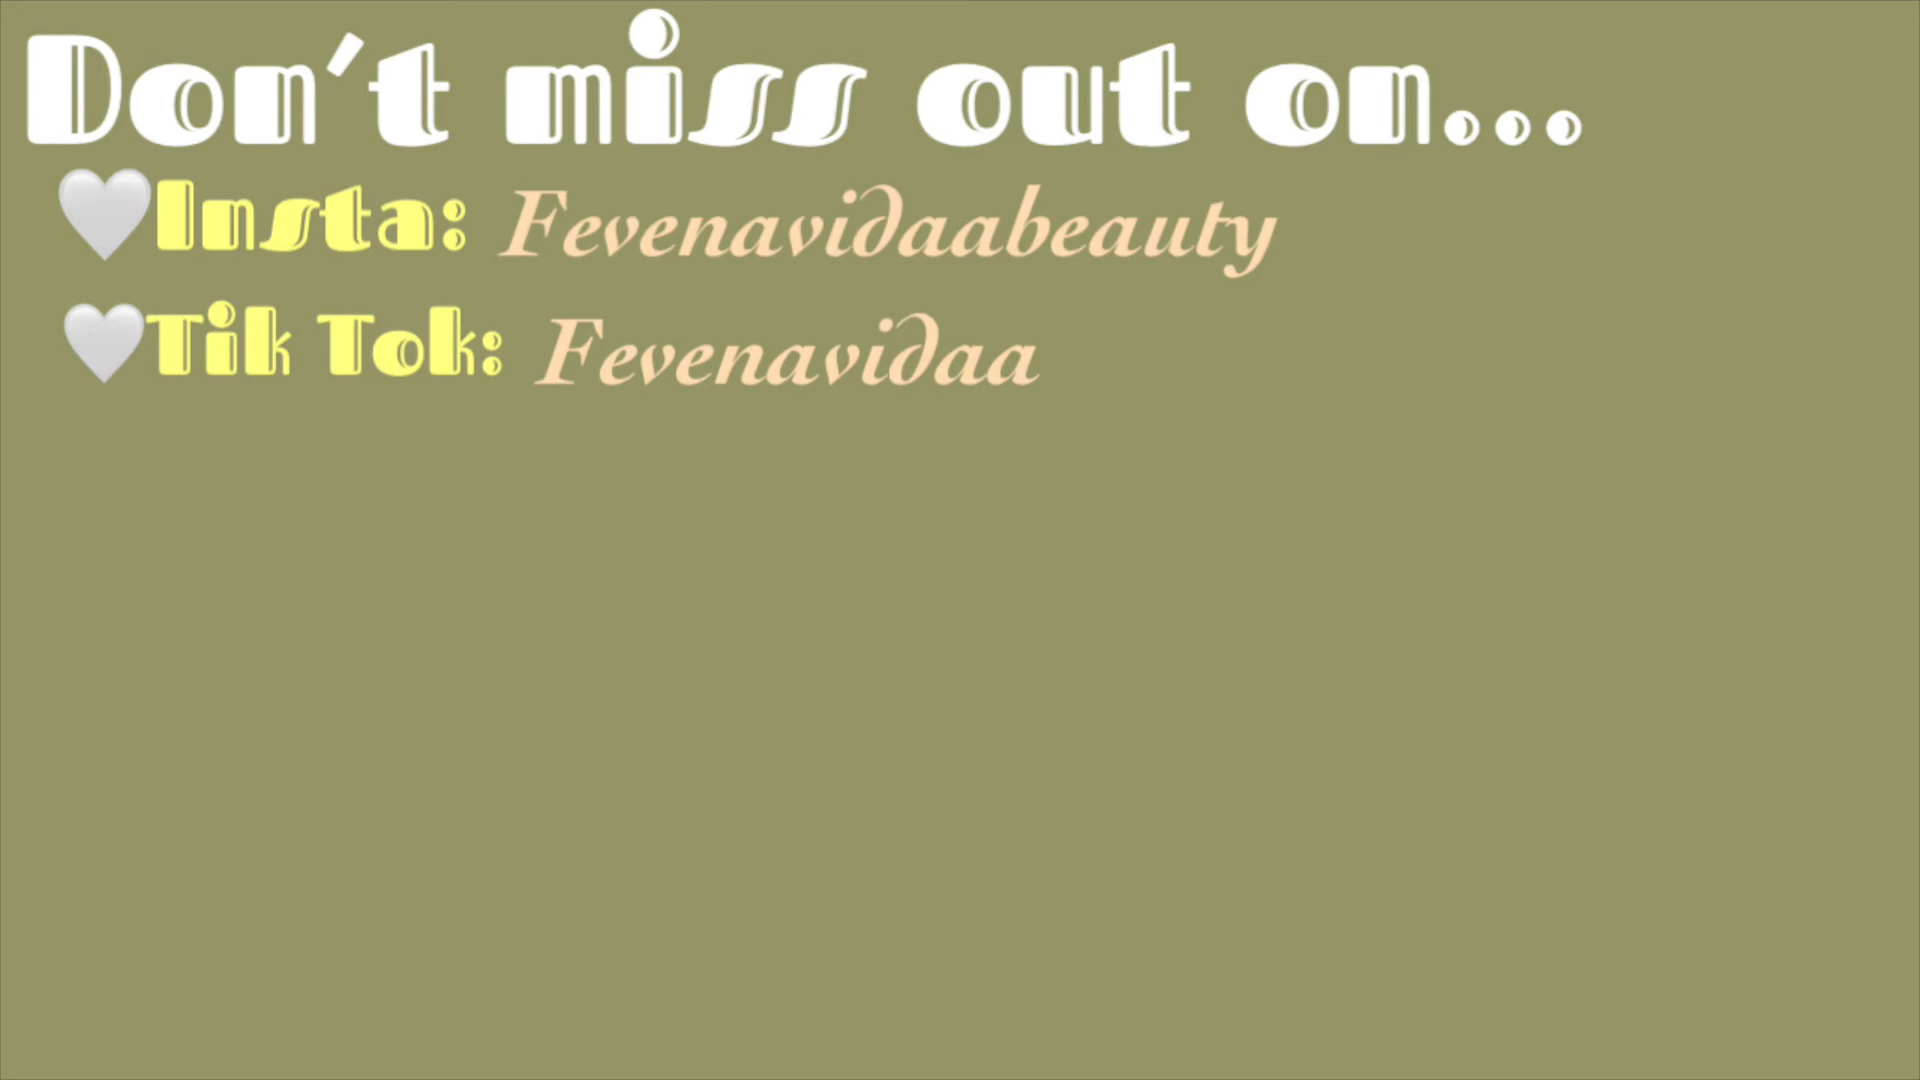 Don't miss out on...
🤍Insta: Fevenavidaabeauty
🤍Tik Tok: Fevenavidaa